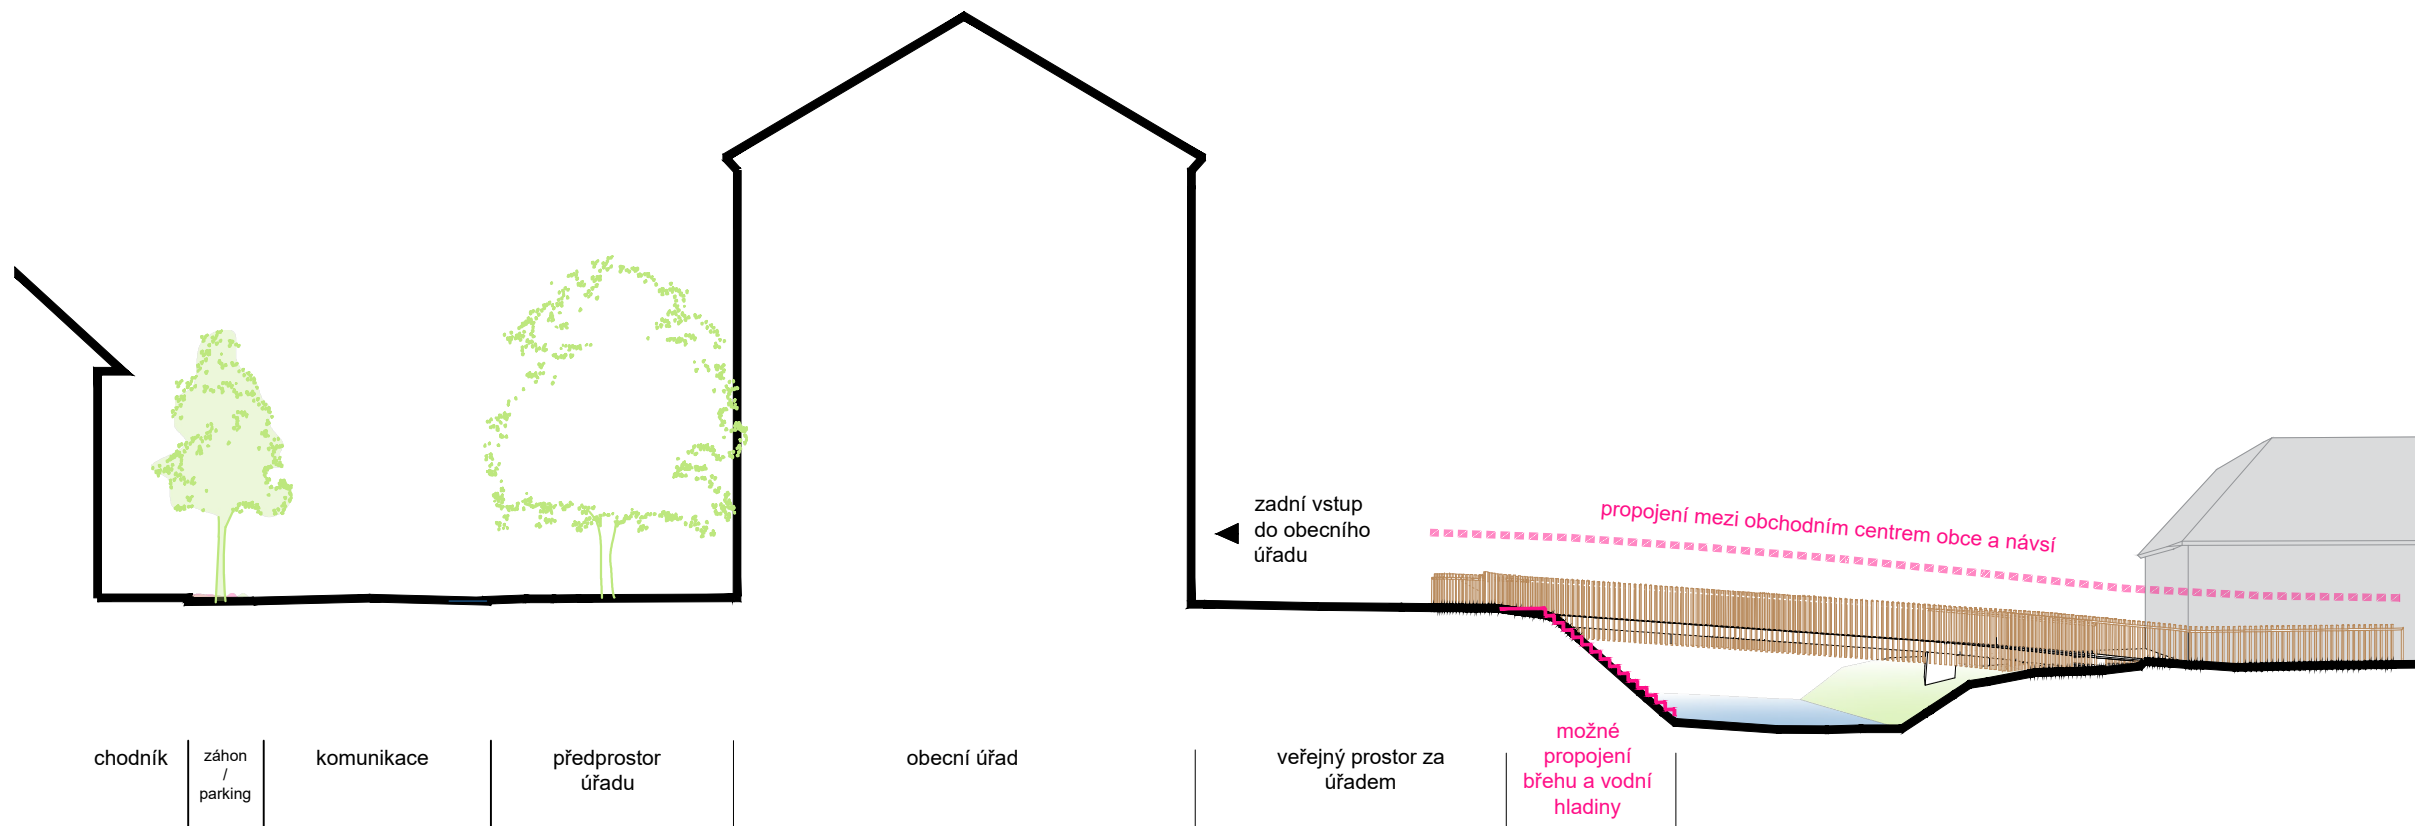 zadní vstup
do obecního
úřadu
propojení mezi obchodním centrem obce a návsí
chodník
záhon
/
parking
komunikace
předprostor
úřadu
obecní úřad
veřejný prostor za
úřadem
možné
propojení
břehu a vodní
hladiny